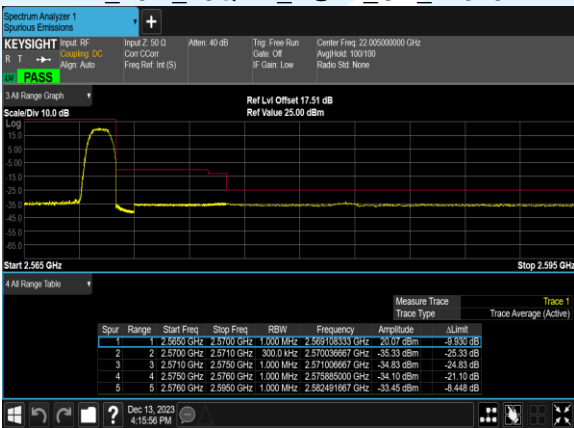 Spectrum Analyzer 1
Spurious Emissions
KEYSIGHT Input: RF Input Z: 50 Ω Atten: 40 dB Trig: Free Run Center Freq: 22.005000000 GHz
R T Coupling: DC Corr CCorr Gate: Off Avg|Hold: 100/100
Align: Auto Freq Ref: Int (S) IF Gain: Low Radio Std: None
PASS
3 All Range Graph
Ref Lvl Offset 17.51 dB
Scale/Div 10.0 dB Ref Value 25.00 dBm
Log
15.0
5.00
-5.00
-15.0
-25.0
-35.0
-45.0
-55.0
-65.0
Start 2.565 GHz Stop 2.595 GHz
4 All Range Table
Measure Trace Trace 1
Trace Type Trace Average (Active)
Spur Range Start Freq Stop Freq RBW Frequency Amplitude ΔLimit
1 1 2.5650 GHz 2.5700 GHz 1.000 MHz 2.569108333 GHz 20.07 dBm -9.930 dB
2 2 2.5700 GHz 2.5710 GHz 300.0 kHz 2.570036667 GHz -35.33 dBm -25.33 dB
3 3 2.5710 GHz 2.5750 GHz 1.000 MHz 2.571006667 GHz -34.83 dBm -24.83 dB
4 4 2.5750 GHz 2.5760 GHz 1.000 MHz 2.575885000 GHz -34.10 dBm -21.10 dB
5 5 2.5760 GHz 2.5950 GHz 1.000 MHz 2.582491667 GHz -33.45 dBm -8.448 dB
Dec 13, 2023
4:15:56 PM